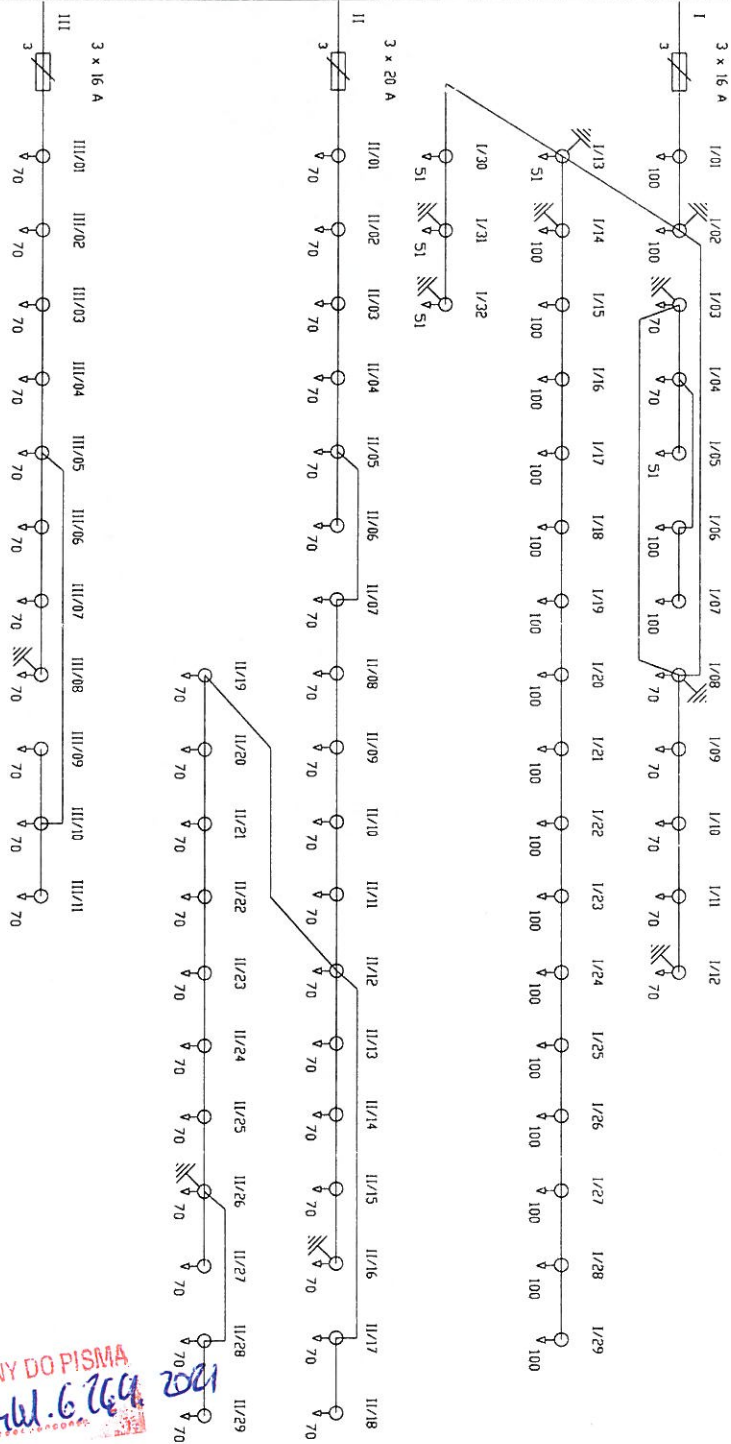 3 x 16 A
I
3
I/01 I/02 I/03 I/04 I/05 I/06 I/07 I/08 I/09 I/10 I/11 I/12
100 100 70 70 51 100 100 70 70 70 70 70
I/13 I/14 I/15 I/16 I/17 I/18 I/19 I/20 I/21 I/22 I/23 I/24 I/25 I/26 I/27 I/28 I/29
51 100 100 100 100 100 100 100 100 100 100 100 100 100 100 100 100
I/30 I/31 I/32
51 51 51
3 x 20 A
II
3
II/01 II/02 II/03 II/04 II/05 II/06 II/07 II/08 II/09 II/10 II/11 II/12 II/13 II/14 II/15 II/16 II/17 II/18
70 70 70 70 70 70 70 70 70 70 70 70 70 70 70 70 70 70
II/19 II/20 II/21 II/22 II/23 II/24 II/25 II/26 II/27 II/28 II/29
70 70 70 70 70 70 70 70 70 70 70
3 x 16 A
III
3
III/01 III/02 III/03 III/04 III/05 III/06 III/07 III/08 III/09 III/10 III/11
70 70 70 70 70 70 70 70 70 70 70
NY DO PISMA
2021